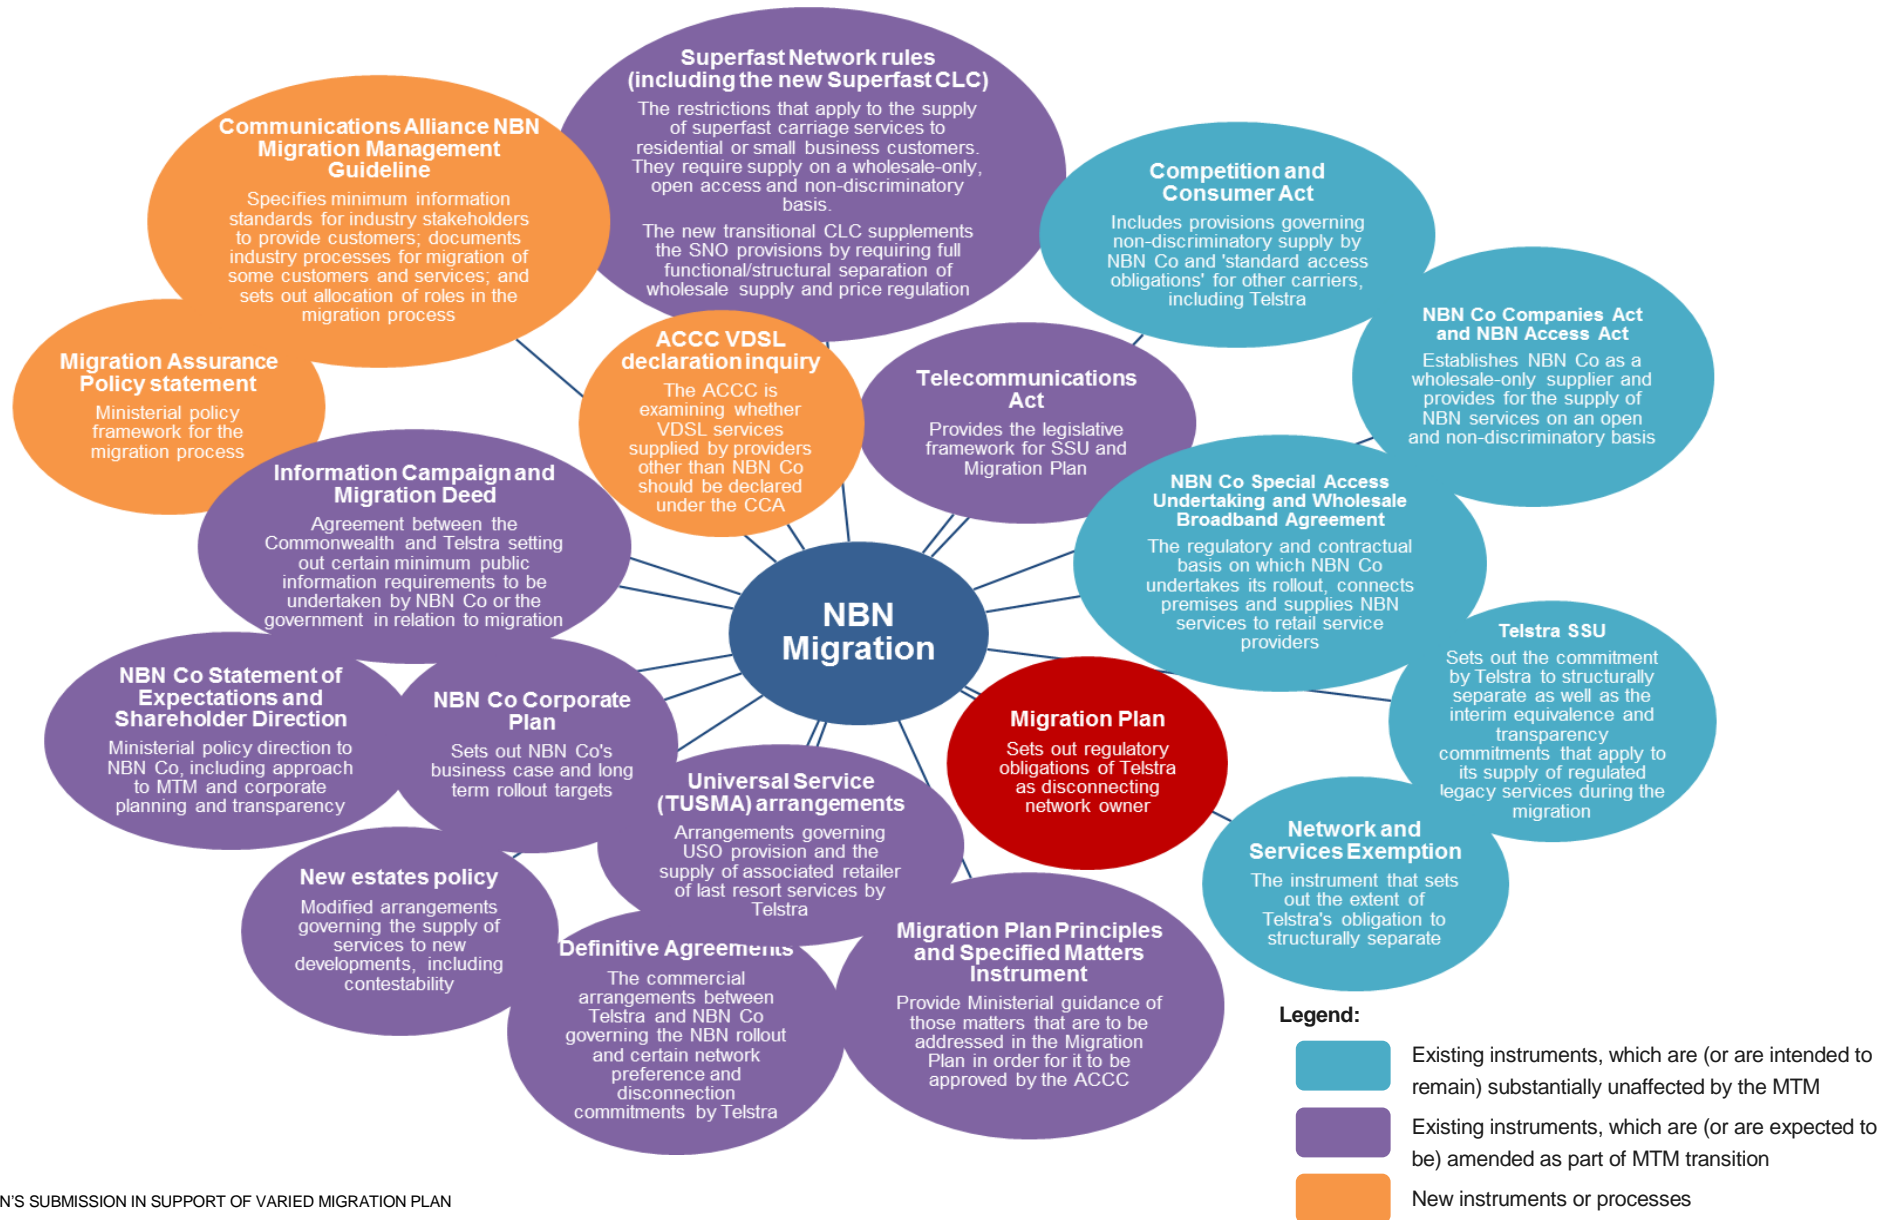 Superfast Network rules
(including the new Superfast CLC)
The restrictions that apply to the supply
of superfast carriage services to
residential or small business customers.
They require supply on a wholesale-only,
open access and non-discriminatory
basis.
The new transitional CLC supplements
the SNO provisions by requiring full
functional/structural separation of
wholesale supply and price regulation
Communications Alliance NBN
Migration Management
Guideline
Specifies minimum information
standards for industry stakeholders
to provide customers; documents
industry processes for migration of
some customers and services; and
sets out allocation of roles in the
migration process
Competition and
Consumer Act
Includes provisions governing
non-discriminatory supply by
NBN Co and 'standard access
obligations' for other carriers,
including Telstra
NBN Co Companies Act
and NBN Access Act
Establishes NBN Co as a
wholesale-only supplier and
provides for the supply of
NBN services on an open
and non-discriminatory basis
Migration Assurance
Policy statement
Ministerial policy
framework for the
migration process
ACCC VDSL
declaration inquiry
The ACCC is
examining whether
VDSL services
supplied by providers
other than NBN Co
should be declared
under the CCA
Telecommunications
Act
Provides the legislative
framework for SSU and
Migration Plan
Information Campaign and
Migration Deed
Agreement between the
Commonwealth and Telstra setting
out certain minimum public
information requirements to be
undertaken by NBN Co or the
government in relation to migration
NBN Co Special Access
Undertaking and Wholesale
Broadband Agreement
The regulatory and contractual
basis on which NBN Co
undertakes its rollout, connects
premises and supplies NBN
services to retail service
providers
NBN
Migration
Telstra SSU
Sets out the commitment
by Telstra to structurally
separate as well as the
interim equivalence and
transparency
commitments that apply to
its supply of regulated
legacy services during the
migration
NBN Co Statement of
Expectations and
Shareholder Direction
Ministerial policy direction to
NBN Co, including approach
to MTM and corporate
planning and transparency
NBN Co Corporate
Plan
Sets out NBN Co's
business case and long
term rollout targets
Migration Plan
Sets out regulatory
obligations of Telstra
as disconnecting
network owner
Universal Service
(TUSMA) arrangements
Arrangements governing
USO provision and the
supply of associated retailer
of last resort services by
Telstra
Network and
Services Exemption
The instrument that sets
out the extent of
Telstra's obligation to
structurally separate
New estates policy
Modified arrangements
governing the supply of
services to new
developments, including
contestability
Definitive Agreements
The commercial
arrangements between
Telstra and NBN Co
governing the NBN rollout
and certain network
preference and
disconnection
commitments by Telstra
Migration Plan Principles
and Specified Matters
Instrument
Provide Ministerial guidance of
those matters that are to be
addressed in the Migration
Plan in order for it to be
approved by the ACCC
Legend:
Existing instruments, which are (or are intended to
remain) substantially unaffected by the MTM
Existing instruments, which are (or are expected to
be) amended as part of MTM transition
New instruments or processes
N'S SUBMISSION IN SUPPORT OF VARIED MIGRATION PLAN